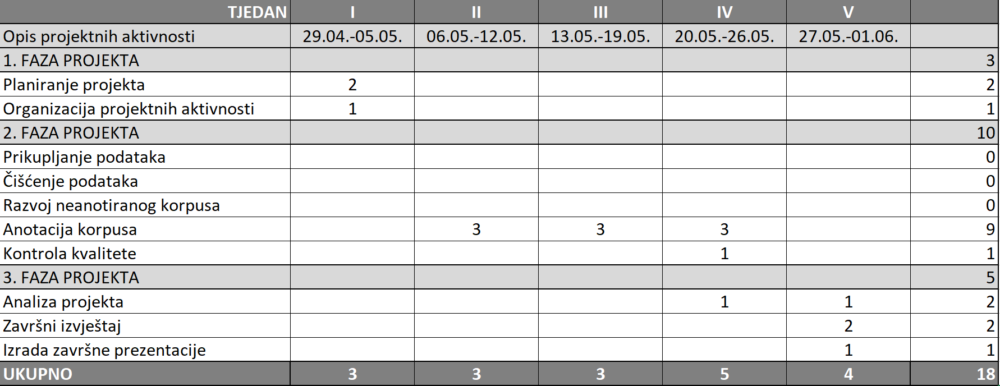 TJEDAN I II III IV V
Opis projektnih aktivnosti 29.04.-05.05. 06.05.-12.05. 13.05.-19.05. 20.05.-26.05. 27.05.-01.06.
1. FAZA PROJEKTA 3
Planiranje projekta 2 2
Organizacija projektnih aktivnosti 1 1
2. FAZA PROJEKTA 10
Prikupljanje podataka 0
Čišćenje podataka 0
Razvoj neanotiranog korpusa 0
Anotacija korpusa 3 3 3 9
Kontrola kvalitete 1 1
3. FAZA PROJEKTA 5
Analiza projekta 1 1 2
Završni izvještaj 2 2
Izrada završne prezentacije 1 1
UKUPNO 3 3 3 5 4 18